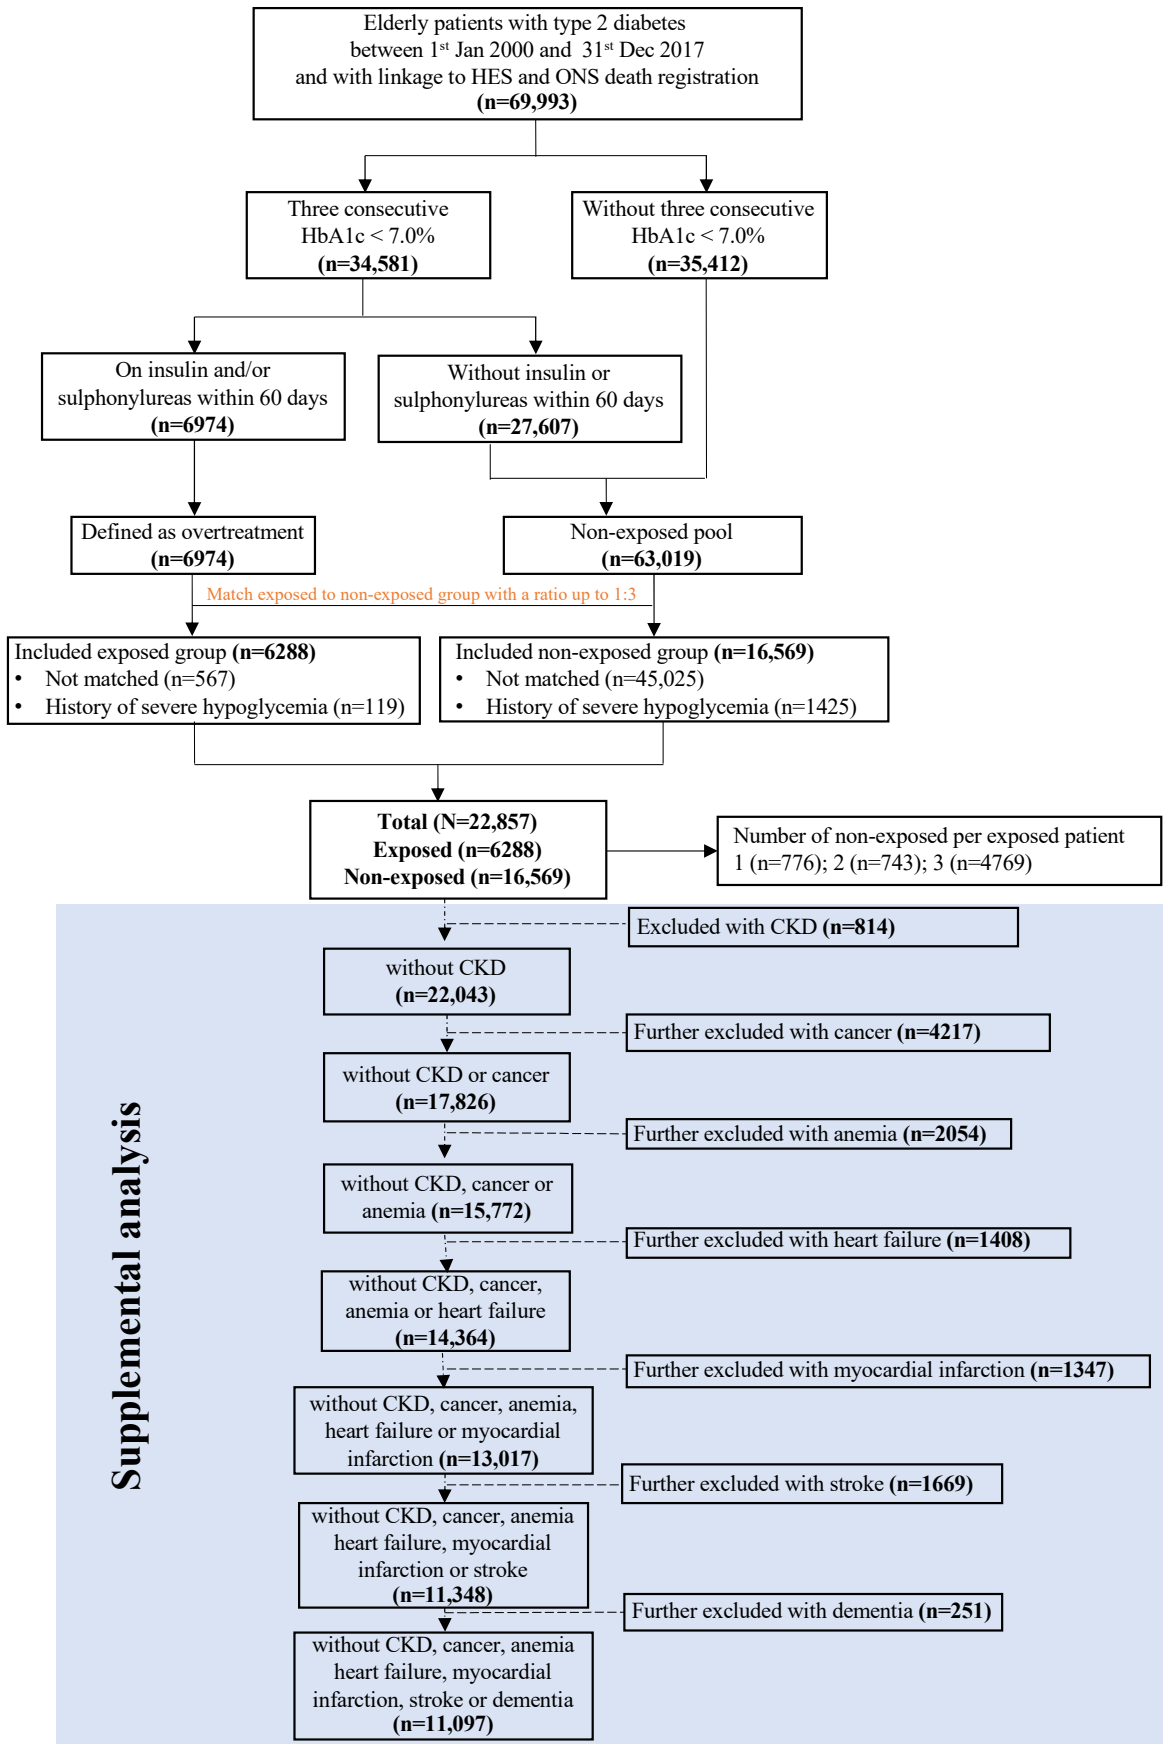 Elderly patients with type 2 diabetes
between 1st Jan 2000 and 31st Dec 2017
and with linkage to HES and ONS death registration
(n=69,993)
Three consecutive
HbA1c < 7.0%
(n=34,581)
Without three consecutive
HbA1c < 7.0%
(n=35,412)
On insulin and/or
sulphonylureas within 60 days
(n=6974)
Without insulin or
sulphonylureas within 60 days
(n=27,607)
Defined as overtreatment
(n=6974)
Non-exposed pool
(n=63,019)
Match exposed to non-exposed group with a ratio up to 1:3
Included exposed group (n=6288)
• Not matched (n=567)
• History of severe hypoglycemia (n=119)
Included non-exposed group (n=16,569)
• Not matched (n=45,025)
• History of severe hypoglycemia (n=1425)
Total (N=22,857)
Exposed (n=6288)
Non-exposed (n=16,569)
Number of non-exposed per exposed patient
1 (n=776); 2 (n=743); 3 (n=4769)
Supplemental analysis
Excluded with CKD (n=814)
without CKD
(n=22,043)
Further excluded with cancer (n=4217)
without CKD or cancer
(n=17,826)
Further excluded with anemia (n=2054)
without CKD, cancer or
anemia (n=15,772)
Further excluded with heart failure (n=1408)
without CKD, cancer,
anemia or heart failure
(n=14,364)
Further excluded with myocardial infarction (n=1347)
without CKD, cancer, anemia,
heart failure or myocardial
infarction (n=13,017)
Further excluded with stroke (n=1669)
without CKD, cancer, anemia
heart failure, myocardial
infarction or stroke
(n=11,348)
Further excluded with dementia (n=251)
without CKD, cancer, anemia
heart failure, myocardial
infarction, stroke or dementia
(n=11,097)